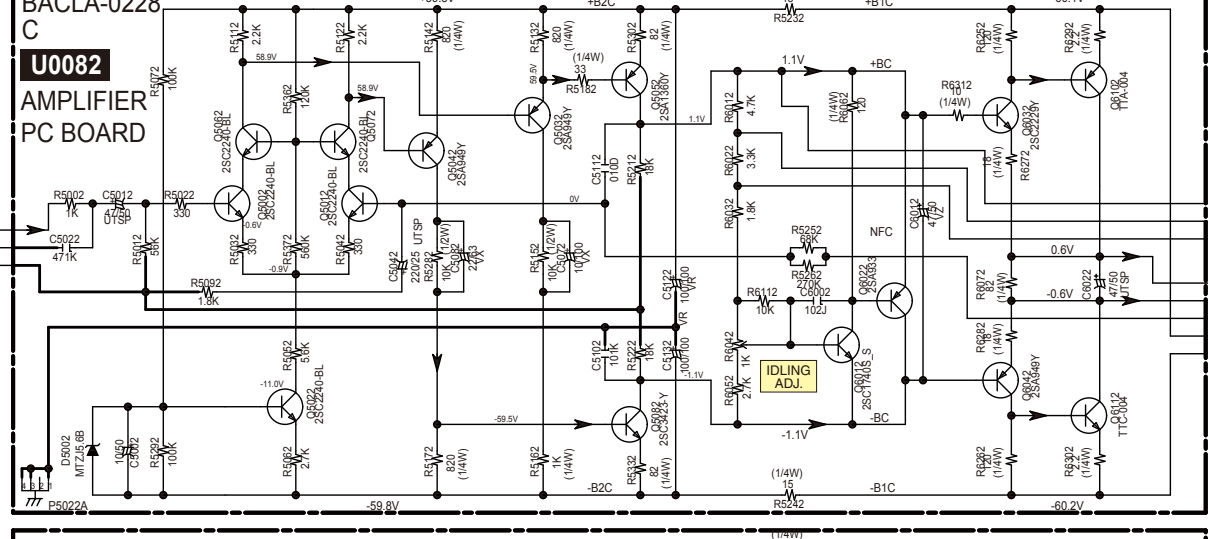 BACLA-0228
C
U0082
AMPLIFIER
PC BOARD
+B2C
R5232
+B1C
R5112
2.2K
R5122
2.2K
R5142
820
(1/4W)
R5132
820
(1/4W)
R5302
82
(1/4W)
R6292
2.2
(1/4W)
120
(1/4W)
58.9V
58.9V
59.5V
(1/4W)
33
R5182
Q5052
2SA1360Y
R5072
100K
R5362
120K
Q5062
2SC2240-BL
2SC2240-BL
Q5072
Q5042
2SA949Y
Q5032
2SA949Y
1.1V
1.1V
+BC
R6012
4.7K
(1/4W)
R6062
120
R6312
10
(1/4W)
Q6032
2SC2229Y
Q6102
TTA-004
R5002
1K
C5012
47/50
UTSP
R5022
330
C5022
471K
R5012
56K
Q5002
2SC2240-BL
Q5012
2SC2240-BL
C5112
010D
R5212
18K
R6022
3.3K
R6032
1.8K
18
(1/4W)
R6272
0V
-0.6V
R5032
330
R5372
560K
R5042
330
-0.9V
R5092
1.8K
C5042
220/25
UTSP
R5282
10K
(1/2W)
C5082
22/63
VX
R5152
10K
(1/2W)
C5072
10/100
VX
C5122
100/100
VR
VR
C5132
100/100
R5252
68K
R5262
270K
C6012
VZ
NFC
0.6V
-0.6V
R6072
82
(1/4W)
C6022
47/50
UTSP
R6112
10K
C6002
102J
Q6022
2SA933
R6042
1K
IDLING
ADJ.
R6052
2.7K
Q6012
2SC1740S_S
R6282
18
(1/4W)
Q6042
2SA949Y
R5052
5.6K
C5102
101K
R5222
18K
-1.1V
-11.0V
Q5022
2SC2240-BL
-59.5V
Q5082
2SC3423-Y
-1.1V
-BC
Q6112
TTC-004
D5002
MTZJ5.6B
10/50
C5002
R5292
100K
R5062
2.7K
R5172
820
(1/4W)
R5162
1K
(1/4W)
R5332
82
(1/4W)
R6262
120
(1/4W)
R6302
2.2
(1/4W)
4 3 2 1
P5022A
-59.8V
-B2C
(1/4W)
15
R5242
-B1C
-60.2V
(1/4W)